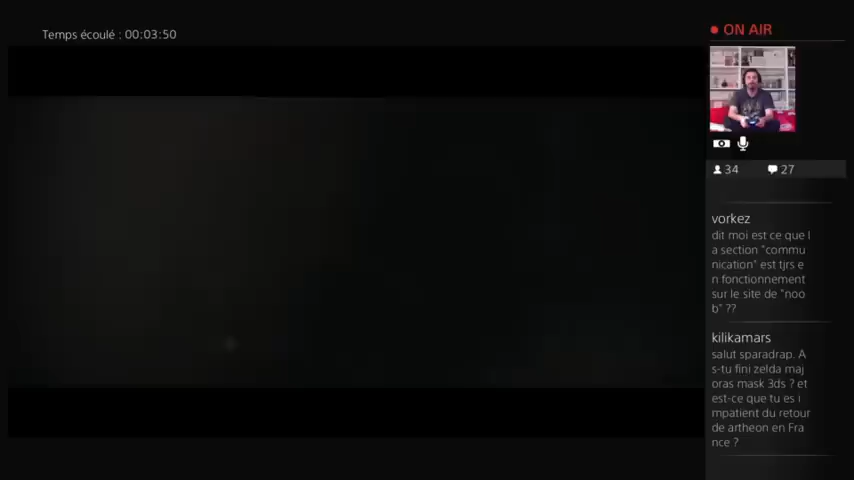 Temps écoulé : 00:03:50
ON AIR
34
27
vorkez
dit moi est ce que l
a section "commu
nication" est tjrs e
n fonctionnement
sur le site de "noo
b" ??
kilikamars
salut sparadrap. A
s-tu fini zelda maj
oras mask 3ds ? et
est-ce que tu es i
mpatient du retour
de artheon en Fra
nce ?